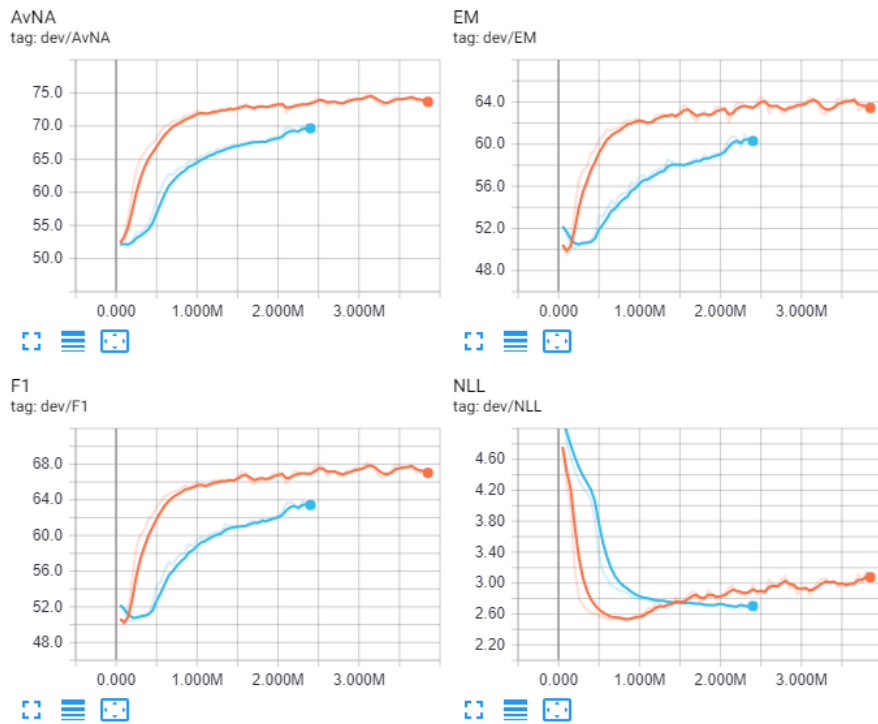 AvNA
tag: dev/AvNA
75.0
70.0
65.0
60.0
55.0
50.0
0.000 1.000M 2.000M 3.000M
EM
tag: dev/EM
64.0
60.0
56.0
52.0
48.0
0.000 1.000M 2.000M 3.000M
F1
tag: dev/F1
68.0
64.0
60.0
56.0
52.0
48.0
0.000 1.000M 2.000M 3.000M
NLL
tag: dev/NLL
4.60
4.20
3.80
3.40
3.00
2.60
2.20
0.000 1.000M 2.000M 3.000M